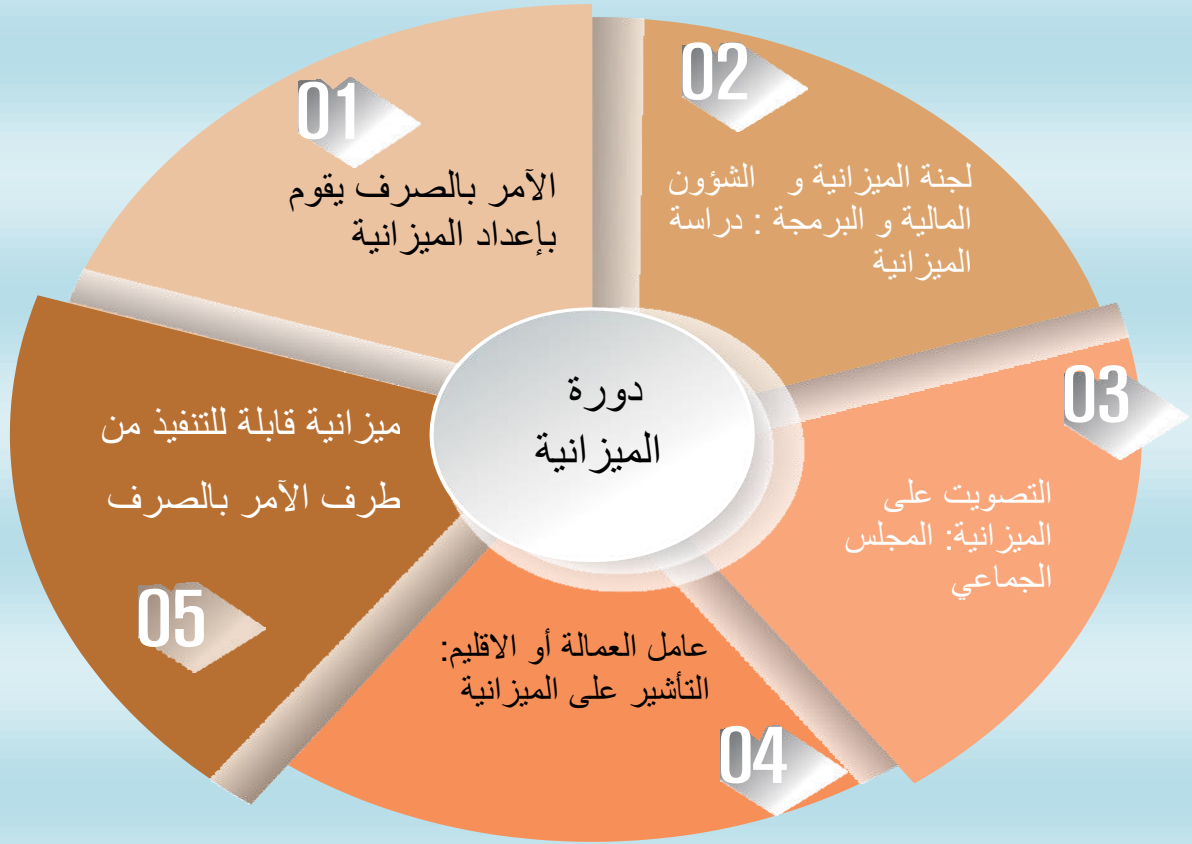 01
الآمر بالصرف يقوم
بإعداد الميزانية
02
لجنة الميزانية و الشؤون
المالية و البرمجة : دراسة
الميزانية
03
التصويت على
الميزانية: المجلس
الجماعي
04
عامل العمالة أو الاقليم:
التأشير على الميزانية
05
ميزانية قابلة للتنفيذ من
طرف الآمر بالصرف
دورة
الميزانية